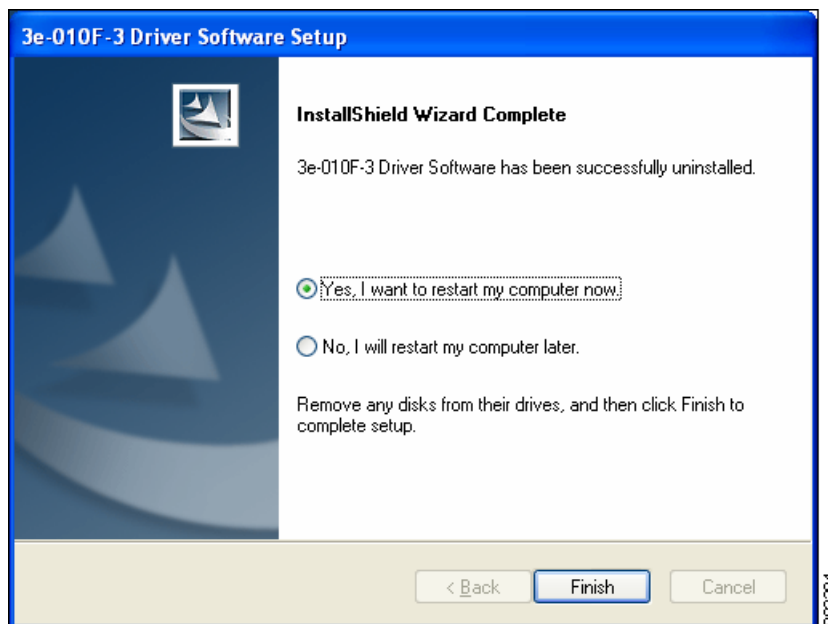 3e-010F-3 Driver Software Setup
InstallShield Wizard Complete
3e-010F-3 Driver Software has been successfully uninstalled.
Yes, I want to restart my computer now.
No, I will restart my computer later.
Remove any disks from their drives, and then click Finish to
complete setup.
< Back
Finish
Cancel